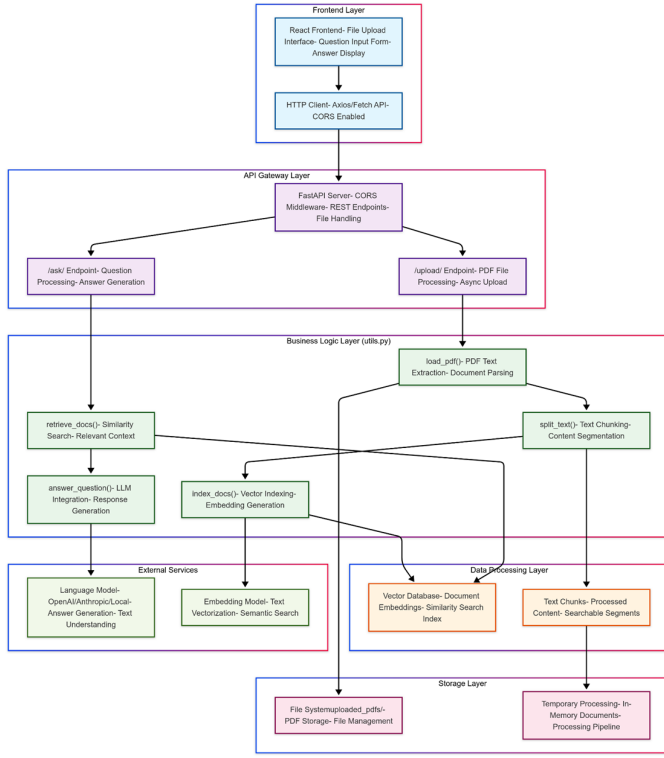 Frontend Layer
React Frontend- File Upload
Interface- Question Input Form-
Answer Display
HTTP Client- Axios/Fetch API-
CORS Enabled
API Gateway Layer
FastAPI Server- CORS
Middleware- REST Endpoints-
File Handling
/ask/ Endpoint- Question
Processing- Answer Generation
/upload/ Endpoint- PDF File
Processing- Async Upload
Business Logic Layer (utils.py)
load_pdf()- PDF Text
Extraction- Document Parsing
retrieve_docs()- Similarity
Search- Relevant Context
split_text()- Text Chunking-
Content Segmentation
answer_question()- LLM
Integration- Response
Generation
index_docs()- Vector Indexing-
Embedding Generation
External Services
Language Model-
OpenAI/Anthropic/Local-
Answer Generation- Text
Understanding
Embedding Model- Text
Vectorization- Semantic Search
Data Processing Layer
Vector Database- Document
Embeddings- Similarity Search
Index
Text Chunks- Processed
Content- Searchable Segments
Storage Layer
File Systemuploaded_pdfs/-
PDF Storage- File Management
Temporary Processing- In-
Memory Documents-
Processing Pipeline